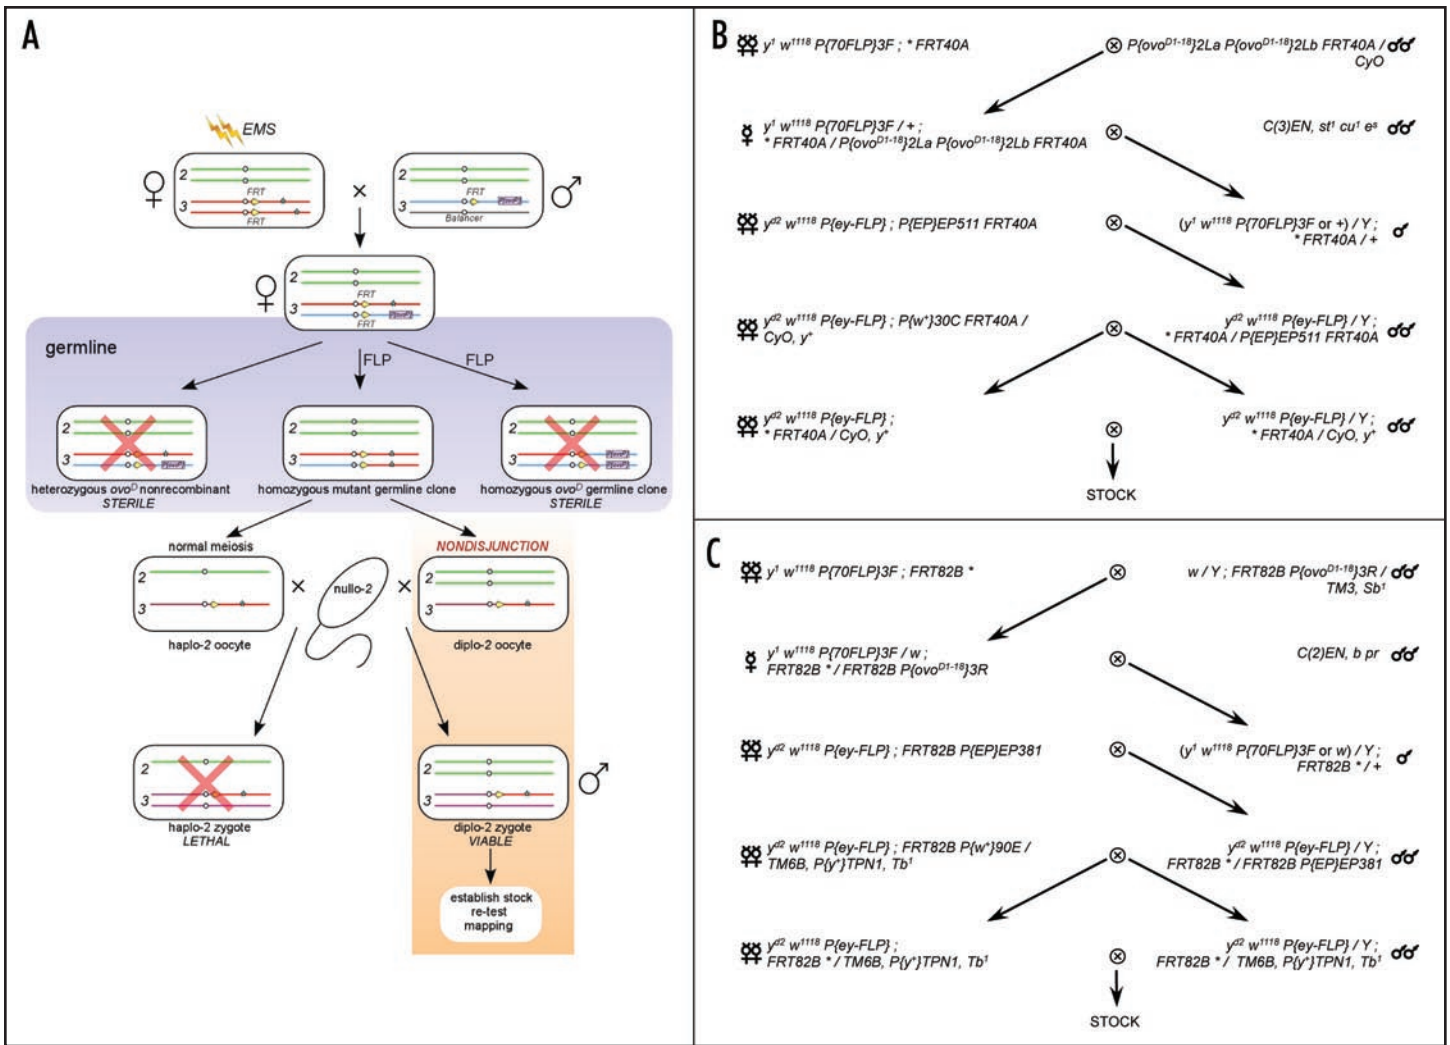 A
EMS
2
FRT
3
FRT
×
2
FRT
3
Balancer
2
FRT
3
FRT
germline
FLP
FLP
2
3
2
3
2
3
heterozygous ovoᴰ nonrecombinant
STERILE
homozygous mutant germline clone
homozygous ovoᴰ germline clone
STERILE
normal meiosis
NONDISJUNCTION
2
3
×
nullo-2
×
2
3
haplo-2 oocyte
diplo-2 oocyte
2
3
2
3
haplo-2 zygote
LETHAL
diplo-2 zygote
VIABLE
establish stock
re-test
mapping
B
y¹ w¹¹¹⁸ P{70FLP}3F ; * FRT40A
P{ovoᴰ¹⁻¹⁸}2La P{ovoᴰ¹⁻¹⁸}2Lb FRT40A /
CyO
y¹ w¹¹¹⁸ P{70FLP}3F / + ;
* FRT40A / P{ovoᴰ¹⁻¹⁸}2La P{ovoᴰ¹⁻¹⁸}2Lb FRT40A
C(3)EN, st¹ cu¹ eˢ
yᵈ² w¹¹¹⁸ P{ey-FLP} ; P{EP}EP511 FRT40A
(y¹ w¹¹¹⁸ P{70FLP}3F or +) / Y ;
* FRT40A / +
yᵈ² w¹¹¹⁸ P{ey-FLP} ; P{w⁺}30C FRT40A /
CyO, y⁺
yᵈ² w¹¹¹⁸ P{ey-FLP} / Y ;
* FRT40A / P{EP}EP511 FRT40A
yᵈ² w¹¹¹⁸ P{ey-FLP} ;
* FRT40A / CyO, y⁺
yᵈ² w¹¹¹⁸ P{ey-FLP} / Y ;
* FRT40A / CyO, y⁺
STOCK
C
y¹ w¹¹¹⁸ P{70FLP}3F ; FRT82B *
w / Y ; FRT82B P{ovoᴰ¹⁻¹⁸}3R /
TM3, Sb¹
y¹ w¹¹¹⁸ P{70FLP}3F / w ;
FRT82B * / FRT82B P{ovoᴰ¹⁻¹⁸}3R
C(2)EN, b pr
yᵈ² w¹¹¹⁸ P{ey-FLP} ; FRT82B P{EP}EP381
(y¹ w¹¹¹⁸ P{70FLP}3F or w) / Y ;
FRT82B * / +
yᵈ² w¹¹¹⁸ P{ey-FLP} ; FRT82B P{w⁺}90E /
TM6B, P{y⁺}TPN1, Tb¹
yᵈ² w¹¹¹⁸ P{ey-FLP} / Y ;
FRT82B * / FRT82B P{EP}EP381
yᵈ² w¹¹¹⁸ P{ey-FLP} ;
FRT82B * / TM6B, P{y⁺}TPN1, Tb¹
yᵈ² w¹¹¹⁸ P{ey-FLP} / Y ;
FRT82B * / TM6B, P{y⁺}TPN1, Tb¹
STOCK